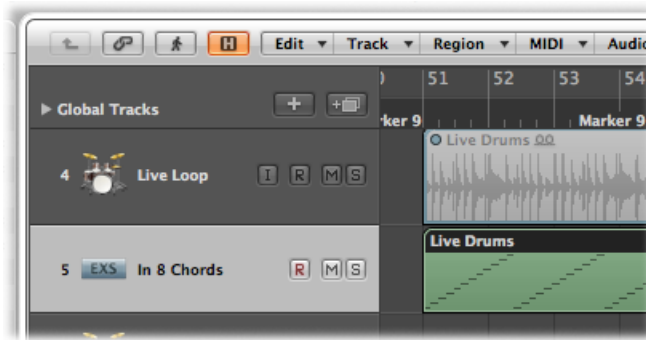 H Edit Track Region MIDI Audio
51 52 53 54
Global Tracks
rker 9 Marker 9
Live Drums
4 Live Loop I R M S
Live Drums
5 EXS In 8 Chords R M S